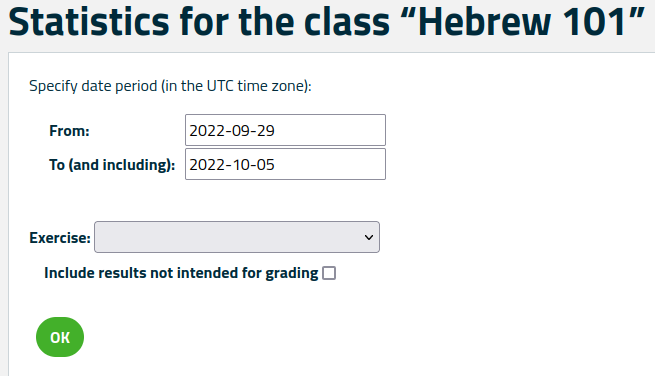 Statistics for the class “Hebrew 101”
Specify date period (in the UTC time zone):
From: 2022-09-29
To (and including): 2022-10-05
Exercise:
Include results not intended for grading
OK